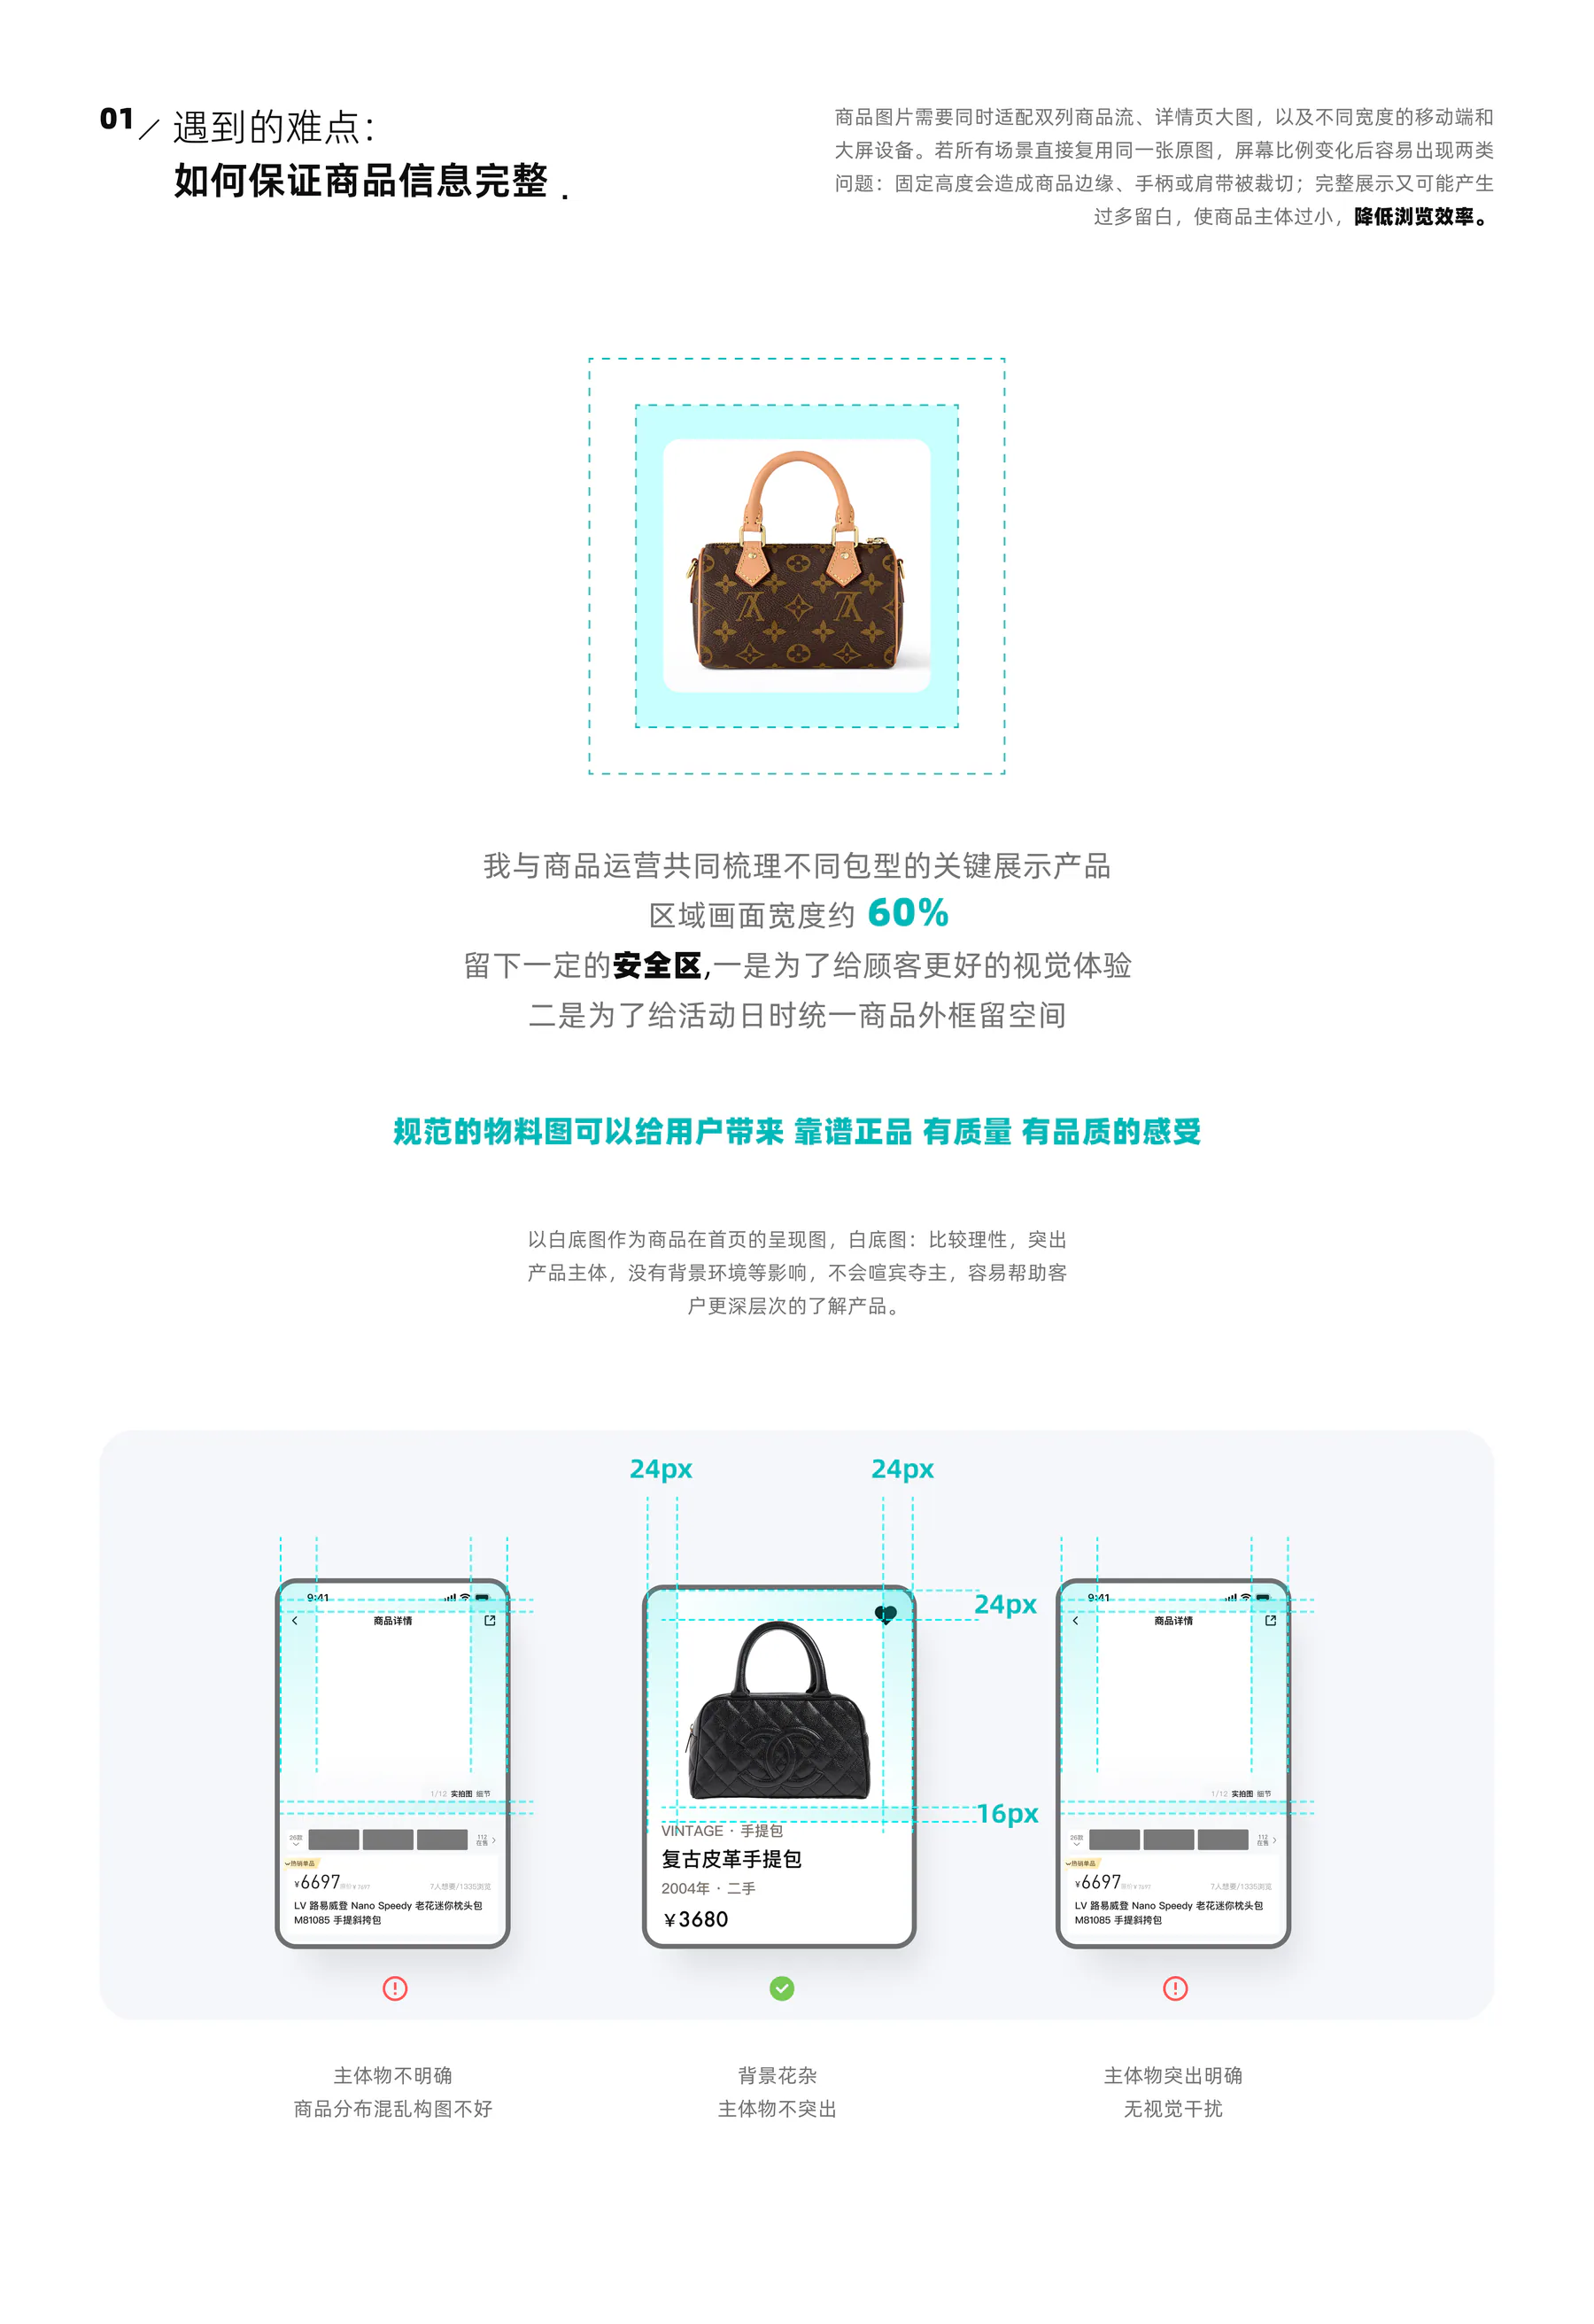 01 / 遇到的难点：
如何保证商品信息完整 .
商品图片需要同时适配双列商品流、详情页大图，以及不同宽度的移动端和
大屏设备。若所有场景直接复用同一张原图，屏幕比例变化后容易出现两类
问题：固定高度会造成商品边缘、手柄或肩带被裁切；完整展示又可能产生
过多留白，使商品主体过小，降低浏览效率。
我与商品运营共同梳理不同包型的关键展示产品
区域画面宽度约 60%
留下一定的安全区,一是为了给顾客更好的视觉体验
二是为了给活动日时统一商品外框留空间
规范的物料图可以给用户带来 靠谱正品 有质量 有品质的感受
以白底图作为商品在首页的呈现图，白底图：比较理性，突出
产品主体，没有背景环境等影响，不会喧宾夺主，容易帮助客
户更深层次的了解产品。
24px 24px
9:41
商品详情
1/12 实拍图 细节
26款
112
在售
热销单品
¥6697
7人想要/1335浏览
LV 路易威登 Nano Speedy 老花迷你枕头包
M81085 手提斜挎包
24px
16px
VINTAGE · 手提包
复古皮革手提包
2004年 · 二手
¥3680
9:41
商品详情
1/12 实拍图 细节
26款
112
在售
热销单品
¥6697
7人想要/1335浏览
LV 路易威登 Nano Speedy 老花迷你枕头包
M81085 手提斜挎包
主体物不明确
商品分布混乱构图不好
背景花杂
主体物不突出
主体物突出明确
无视觉干扰